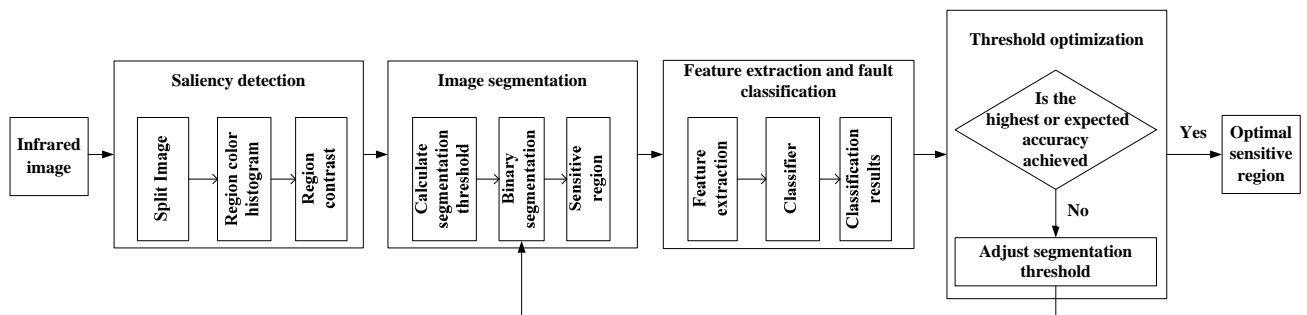 Infrared
image
Saliency detection
Split Image
Region color
histogram
Region
contrast
Image segmentation
Calculate
segmentation
threshold
Binary
segmentation
Sensitive
region
Feature extraction and fault
classification
Feature
extraction
Classifier
Classification
results
Threshold optimization
Is the
highest or expected
accuracy
achieved
No
Adjust segmentation
threshold
Yes
Optimal
sensitive
region